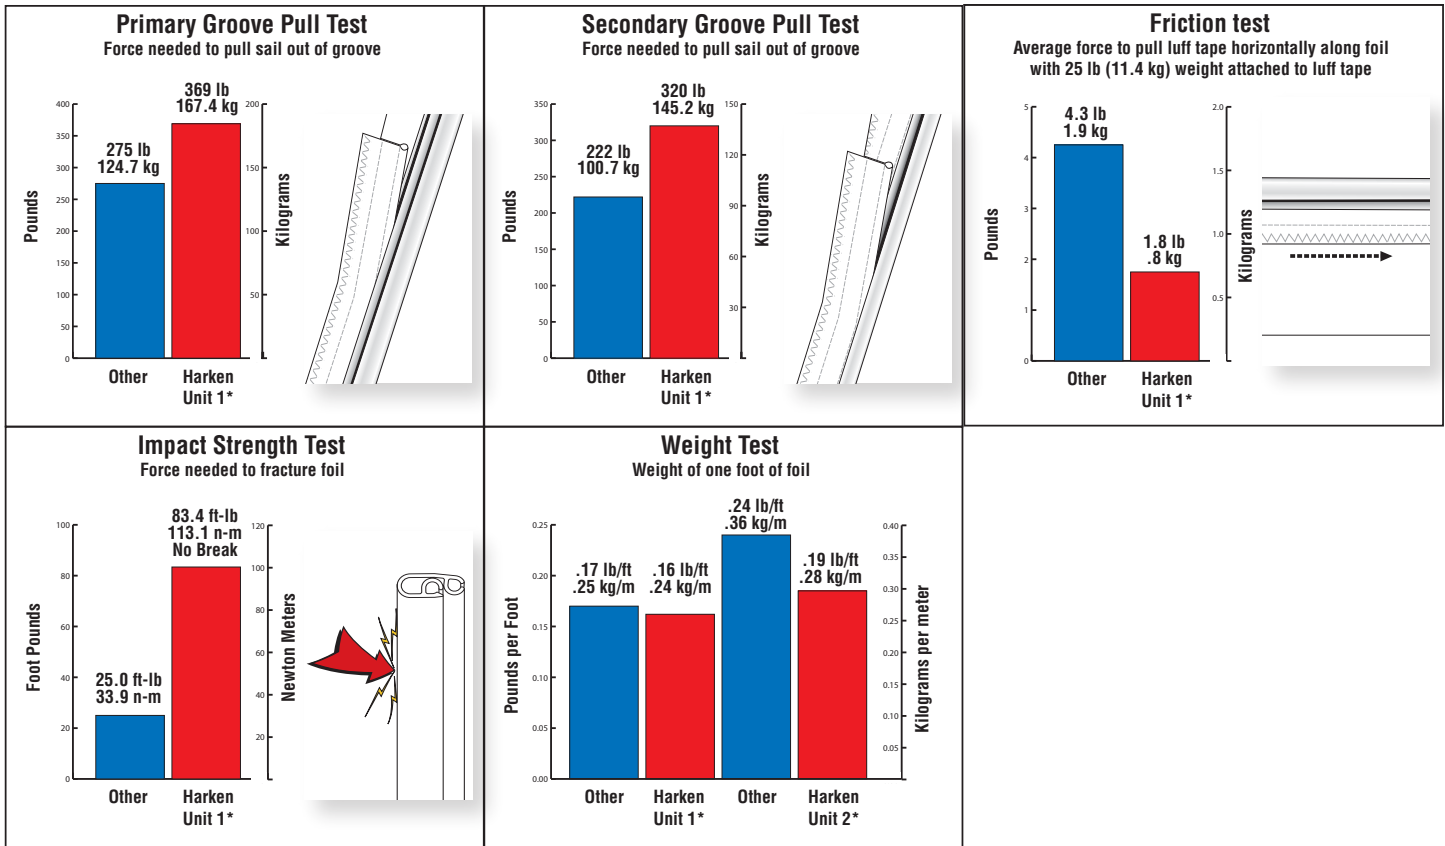 Primary Groove Pull Test
Force needed to pull sail out of groove
369 lb
167.4 kg
275 lb
124.7 kg
Pounds
400
350
300
250
200
150
100
50
0
Kilograms
200
150
100
50
Other
Harken
Unit 1*
Secondary Groove Pull Test
Force needed to pull sail out of groove
320 lb
145.2 kg
222 lb
100.7 kg
Pounds
350
300
250
200
150
100
50
0
Kilograms
150
120
90
60
30
Other
Harken
Unit 1*
Friction test
Average force to pull luff tape horizontally along foil
with 25 lb (11.4 kg) weight attached to luff tape
4.3 lb
1.9 kg
1.8 lb
.8 kg
Pounds
5
4
3
2
1
0
Kilograms
2.0
1.5
1.0
0.5
Other
Harken
Unit 1*
Impact Strength Test
Force needed to fracture foil
83.4 ft-lb
113.1 n-m
No Break
25.0 ft-lb
33.9 n-m
Foot Pounds
100
80
60
40
20
0
Newton Meters
120
100
80
60
40
20
Other
Harken
Unit 1*
Weight Test
Weight of one foot of foil
.24 lb/ft
.36 kg/m
.17 lb/ft
.25 kg/m
.16 lb/ft
.24 kg/m
.19 lb/ft
.28 kg/m
Pounds per Foot
0.25
0.20
0.15
0.10
0.05
0.00
Kilograms per meter
0.40
0.35
0.30
0.25
0.20
0.15
0.10
0.05
Other
Harken
Unit 1*
Other
Harken
Unit 2*